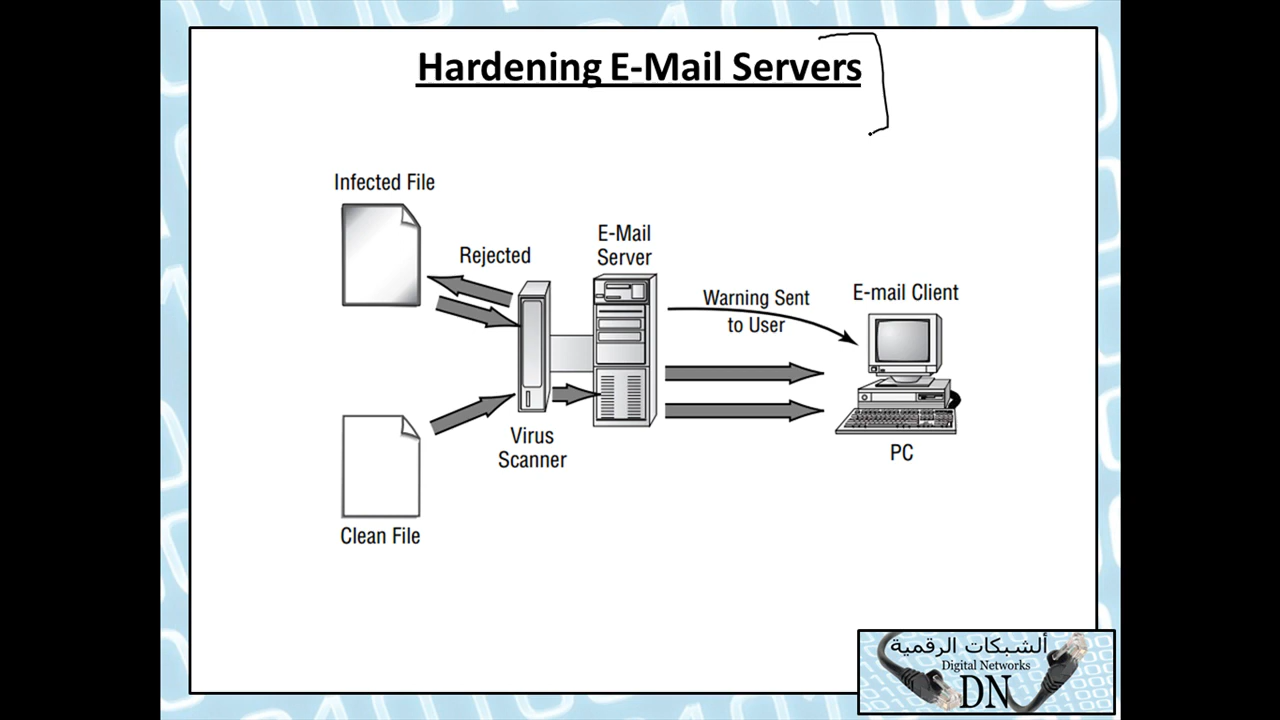 Hardening E-Mail Servers
Infected File
Rejected
E-Mail
Server
Warning Sent
to User
E-mail Client
Virus
Scanner
PC
Clean File
ألشبكات الرقمية
Digital Networks
DN